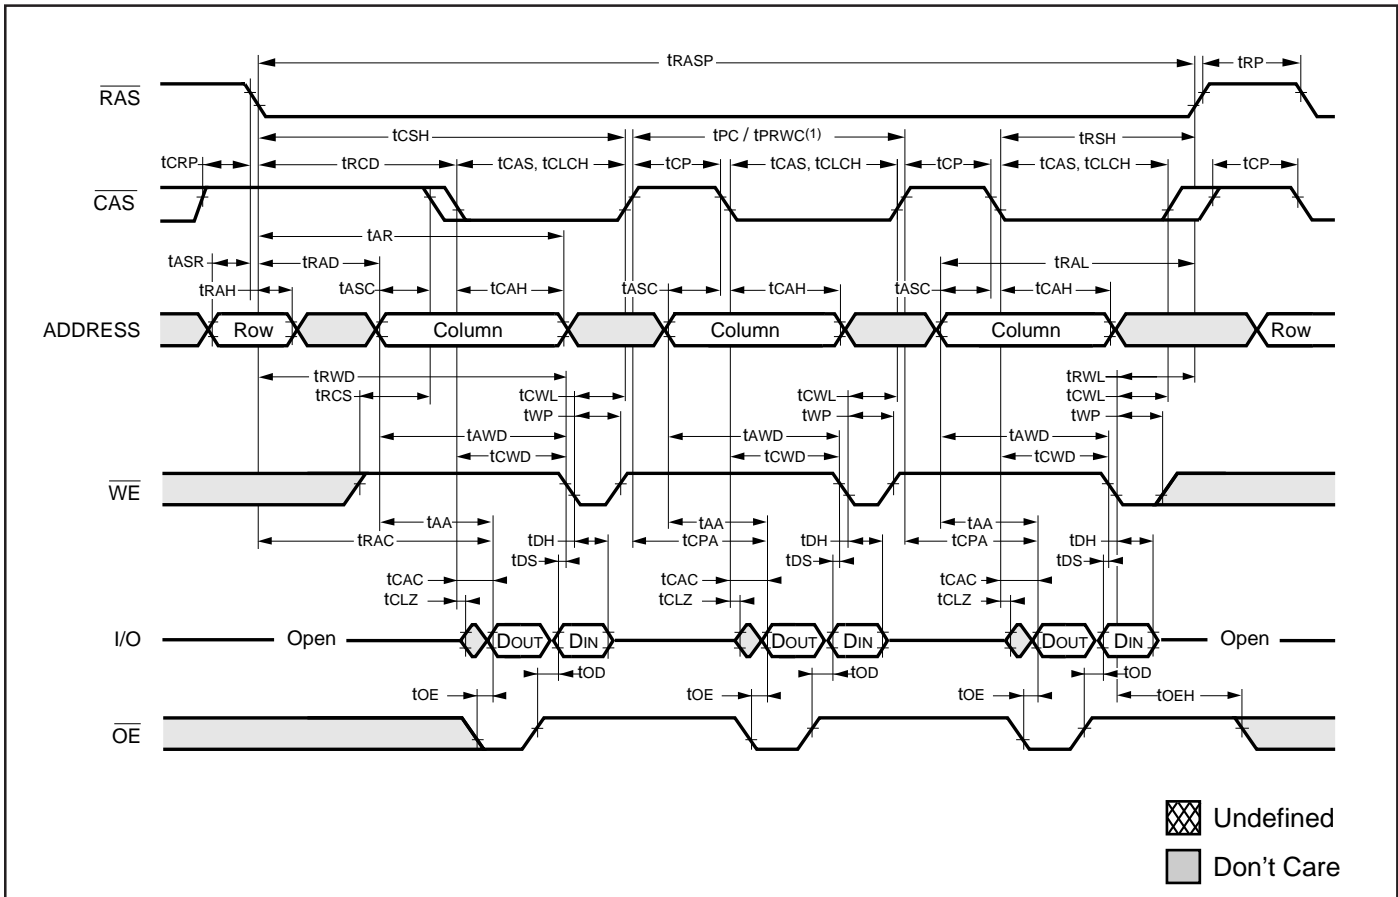 tRASP tRP
RAS
tCSH tPC / tPRWC(1) tRSH
tCRP tRCD tCAS, tCLCH tCP tCAS, tCLCH tCP tCAS, tCLCH tCP
CAS
tAR
tASR tRAD tRAL
tRAH tASC tCAH tASC tCAH tASC tCAH
ADDRESS Row Column Column Column Row
tRWD tRWL
tRCS tCWL tCWL tCWL
tWP tWP tWP
tAWD tAWD tAWD
tCWD tCWD tCWD
WE
tAA tAA tAA
tRAC tDH tCPA tDH tCPA tDH
tDS tDS tDS
tCAC tCAC tCAC
tCLZ tCLZ tCLZ
I/O Open DOUT DIN DOUT DIN DOUT DIN Open
tOD tOD tOD
tOE tOE tOE tOEH
OE
Undefined
Don't Care